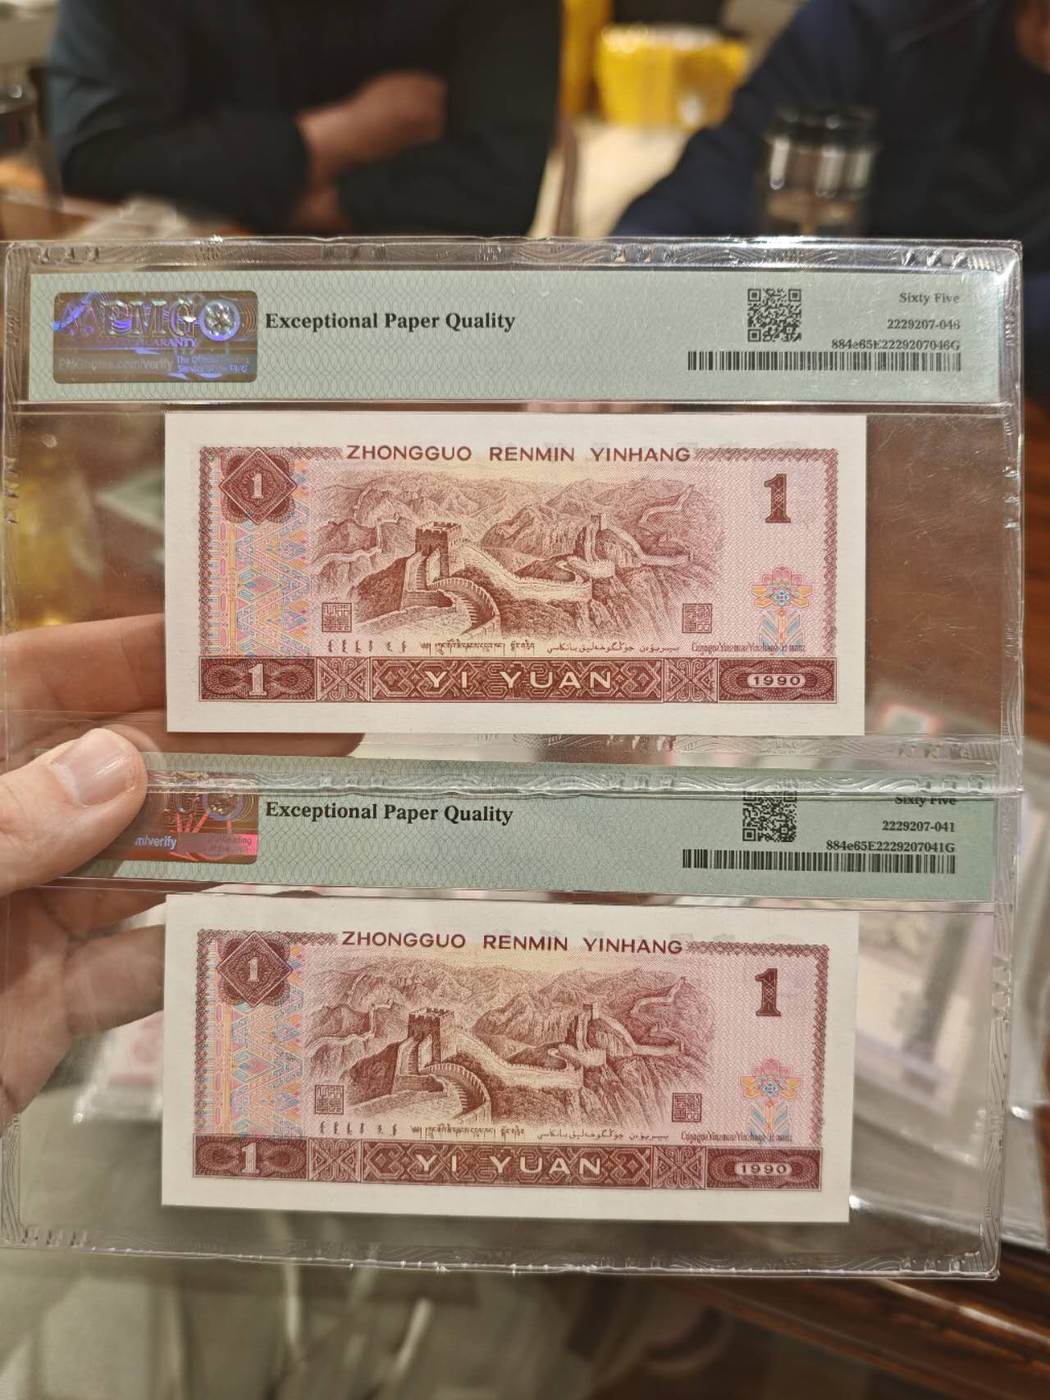 PMG
Exceptional Paper Quality
Sixty Five
2229207-046
884e65E2229207046G
ZHONGGUO RENMIN YINHANG
1
1
1
YI YUAN
1990
Exceptional Paper Quality
Sixty Five
2229207-041
884e65E2229207041G
m/verify
ZHONGGUO RENMIN YINHANG
1
1
1
YI YUAN
1990